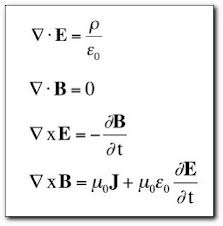 ∇ · E = ρ/ε₀
∇ · B = 0
∇ x E = −∂B/∂t
∇ x B = μ₀J + μ₀ε₀ ∂E/∂t